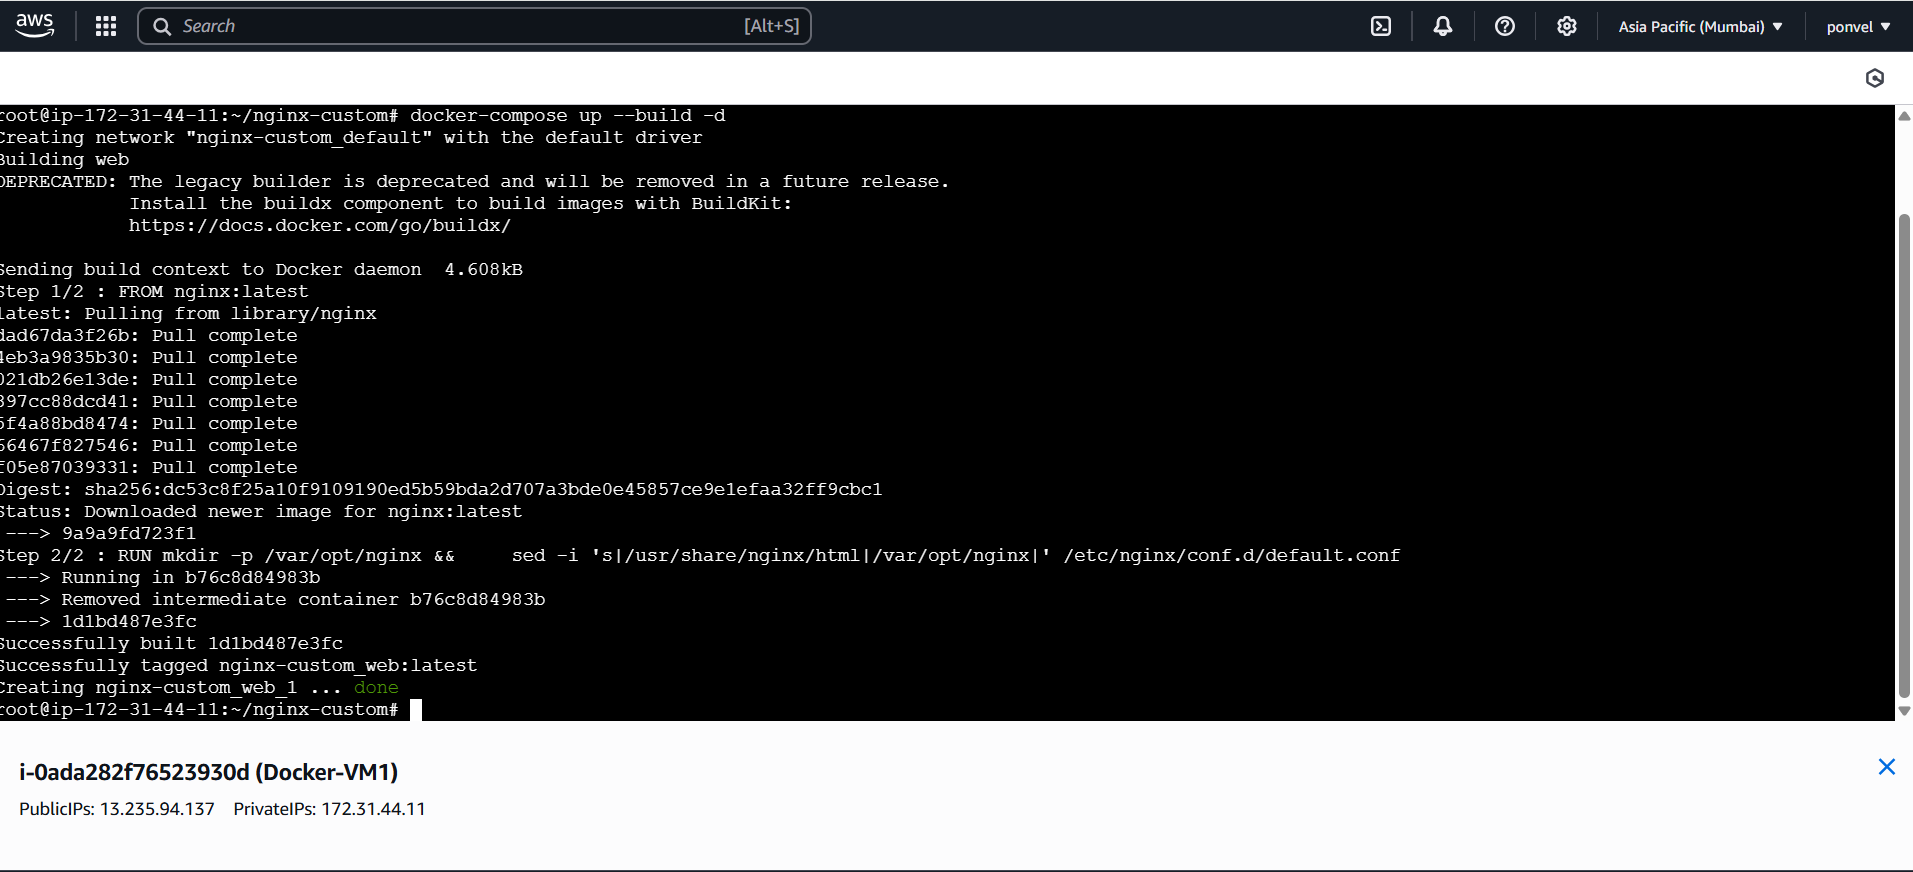 aws
Search [Alt+S]
Asia Pacific (Mumbai)
ponvel
root@ip-172-31-44-11:~/nginx-custom# docker-compose up --build -d
Creating network "nginx-custom_default" with the default driver
Building web
DEPRECATED: The legacy builder is deprecated and will be removed in a future release.
Install the buildx component to build images with BuildKit:
https://docs.docker.com/go/buildx/
Sending build context to Docker daemon  4.608kB
Step 1/2 : FROM nginx:latest
latest: Pulling from library/nginx
dad67da3f26b: Pull complete
4eb3a9835b30: Pull complete
021db26e13de: Pull complete
397cc88dcd41: Pull complete
5f4a88bd8474: Pull complete
66467f827546: Pull complete
f05e87039331: Pull complete
Digest: sha256:dc53c8f25a10f9109190ed5b59bda2d707a3bde0e45857ce9e1efaa32ff9cbc1
Status: Downloaded newer image for nginx:latest
---> 9a9a9fd723f1
Step 2/2 : RUN mkdir -p /var/opt/nginx &&     sed -i 's|/usr/share/nginx/html|/var/opt/nginx|' /etc/nginx/conf.d/default.conf
---> Running in b76c8d84983b
---> Removed intermediate container b76c8d84983b
---> 1d1bd487e3fc
Successfully built 1d1bd487e3fc
Successfully tagged nginx-custom_web:latest
Creating nginx-custom_web_1 ... done
root@ip-172-31-44-11:~/nginx-custom#
i-0ada282f76523930d (Docker-VM1)
PublicIPs: 13.235.94.137 PrivateIPs: 172.31.44.11